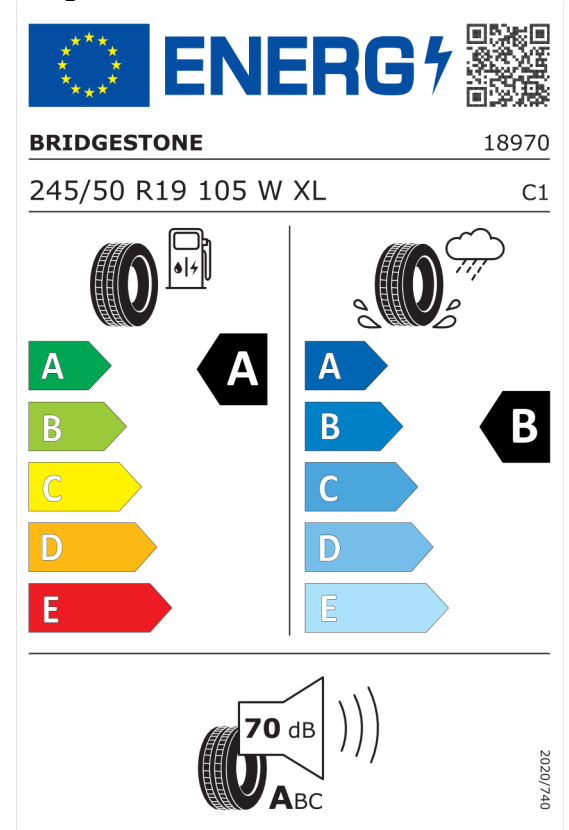 ENERG
BRIDGESTONE 18970
245/50 R19 105 W XL C1
A A A
B B B
C C
D D
E E
70 dB
ABC
2020/740